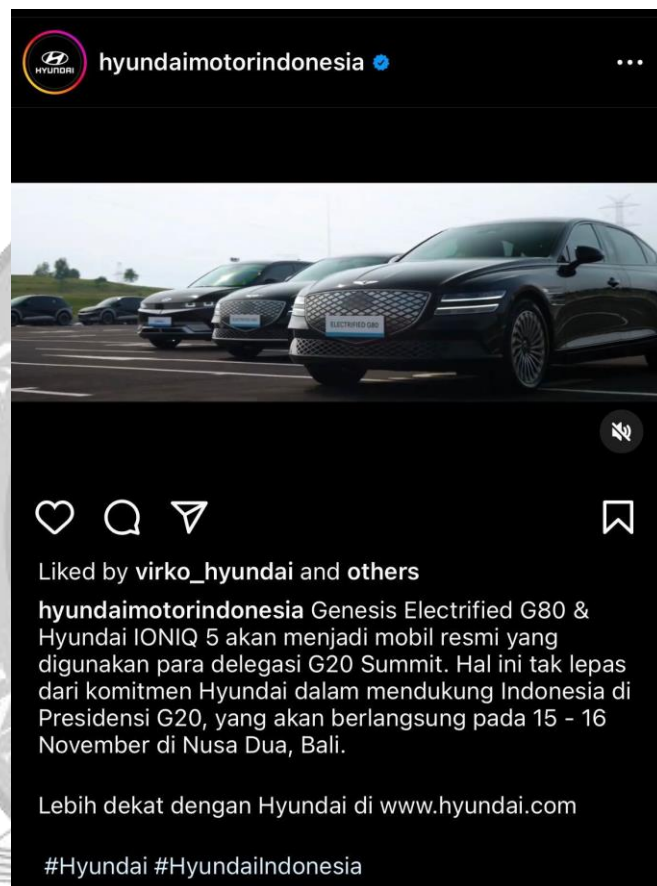 HYUNDAI
hyundaimotorindonesia
ELECTRIFIED G80
Liked by virko_hyundai and others
hyundaimotorindonesia Genesis Electrified G80 &
Hyundai IONIQ 5 akan menjadi mobil resmi yang
digunakan para delegasi G20 Summit. Hal ini tak lepas
dari komitmen Hyundai dalam mendukung Indonesia di
Presidensi G20, yang akan berlangsung pada 15 - 16
November di Nusa Dua, Bali.
Lebih dekat dengan Hyundai di www.hyundai.com
#Hyundai #HyundaiIndonesia